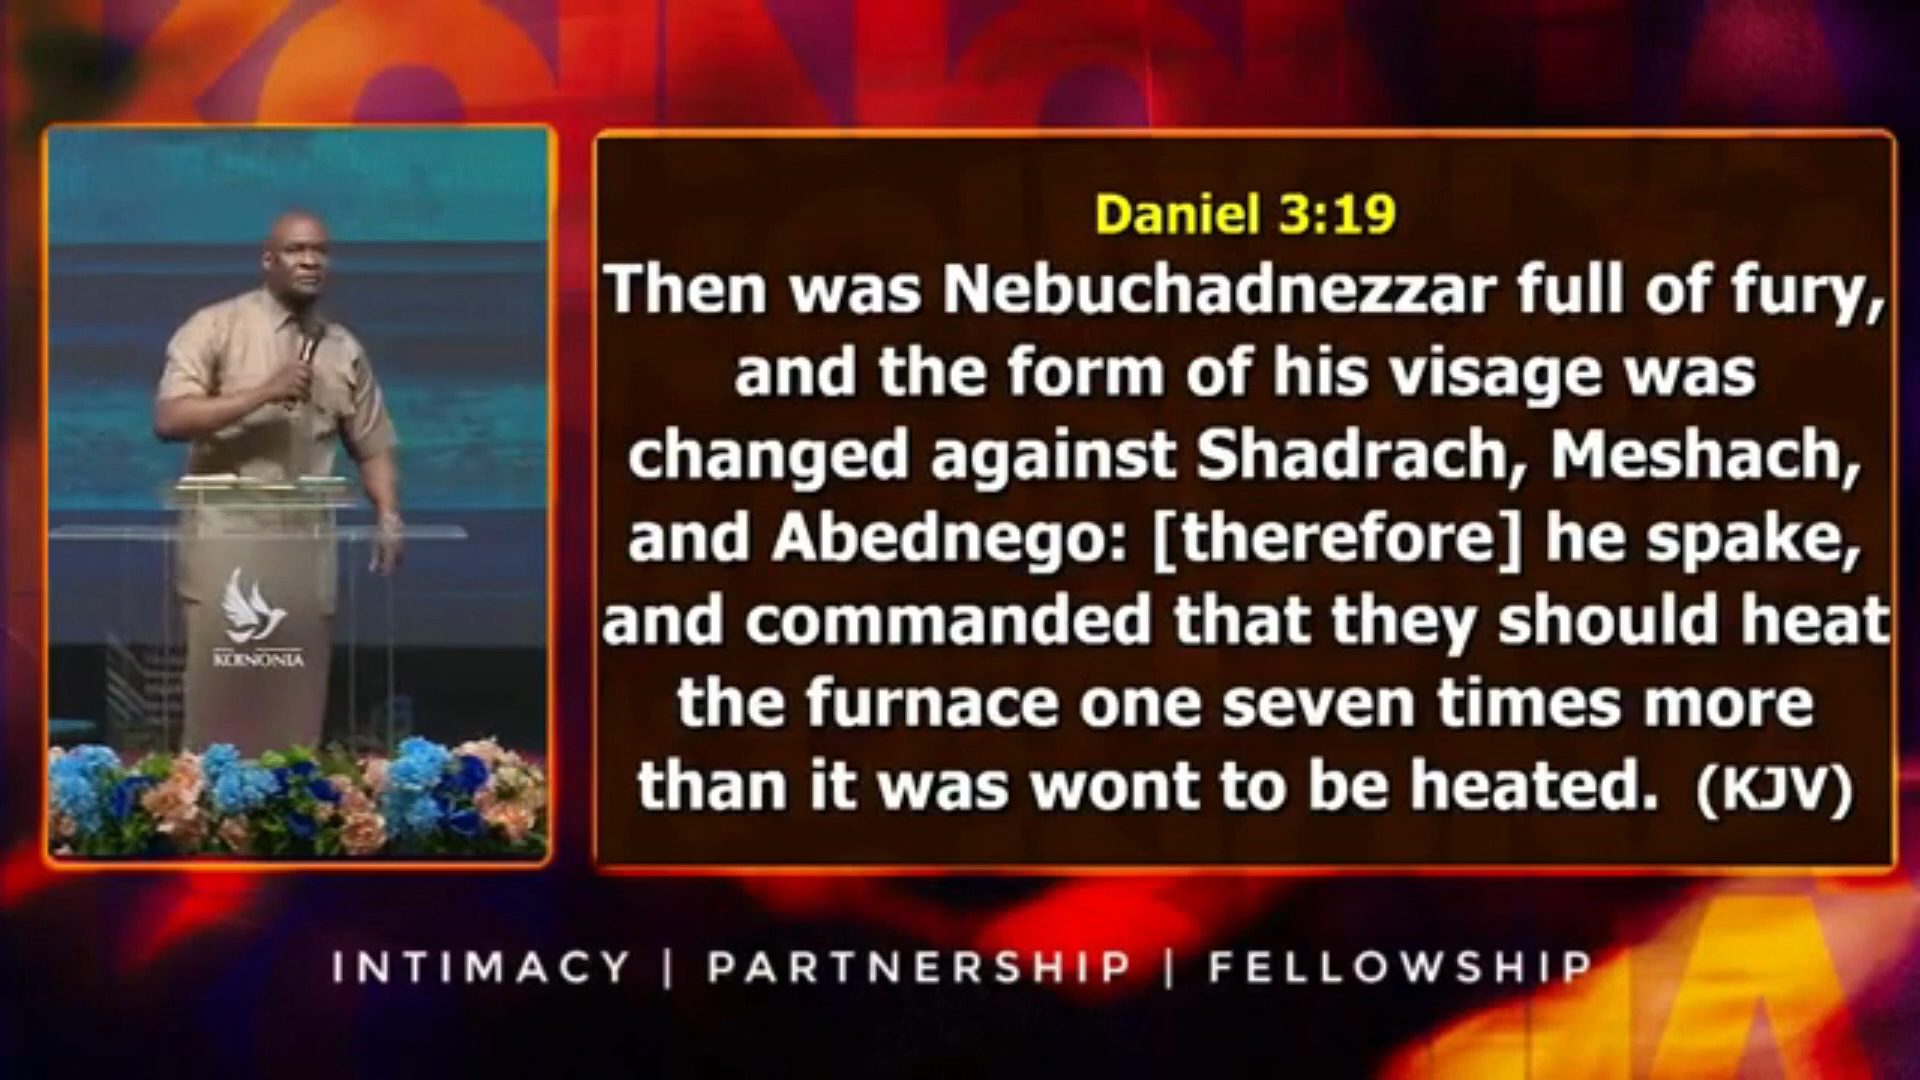 Daniel 3:19
Then was Nebuchadnezzar full of fury,
and the form of his visage was
changed against Shadrach, Meshach,
and Abednego: [therefore] he spake,
and commanded that they should heat
the furnace one seven times more
than it was wont to be heated. (KJV)
KOINONIA
INTIMACY | PARTNERSHIP | FELLOWSHIP